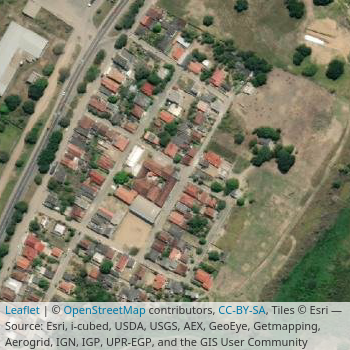 Leaflet | © OpenStreetMap contributors, CC-BY-SA, Tiles © Esri —
Source: Esri, i-cubed, USDA, USGS, AEX, GeoEye, Getmapping,
Aerogrid, IGN, IGP, UPR-EGP, and the GIS User Community